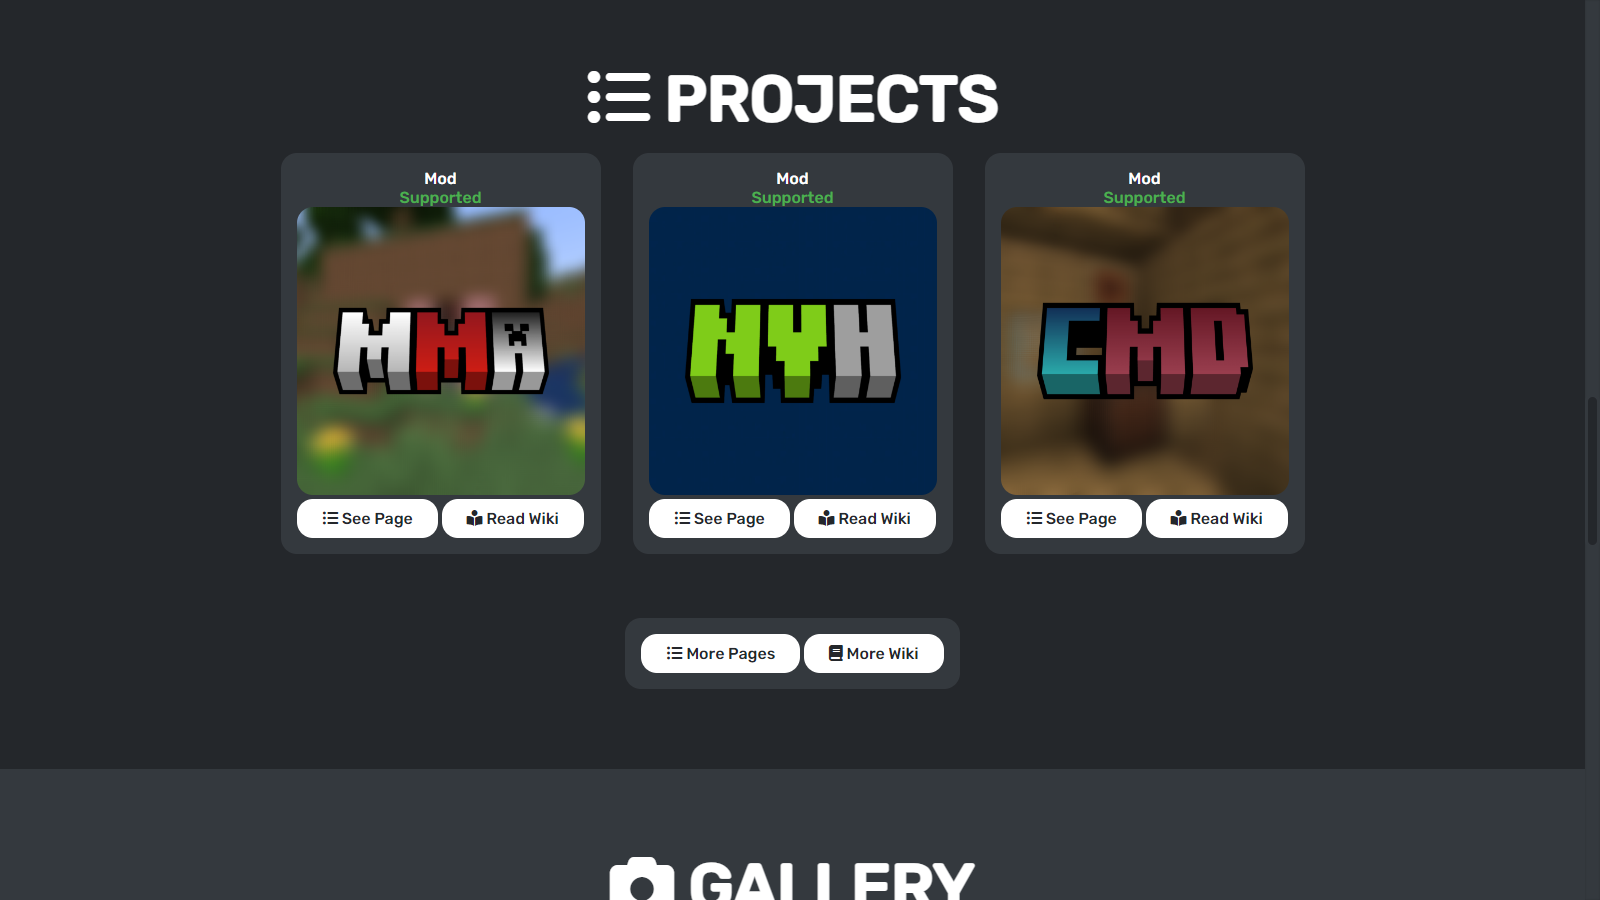 PROJECTS
Mod
Supported
MMA
See Page
Read Wiki
Mod
Supported
NYH
See Page
Read Wiki
Mod
Supported
CMD
See Page
Read Wiki
More Pages
More Wiki
GALLERY